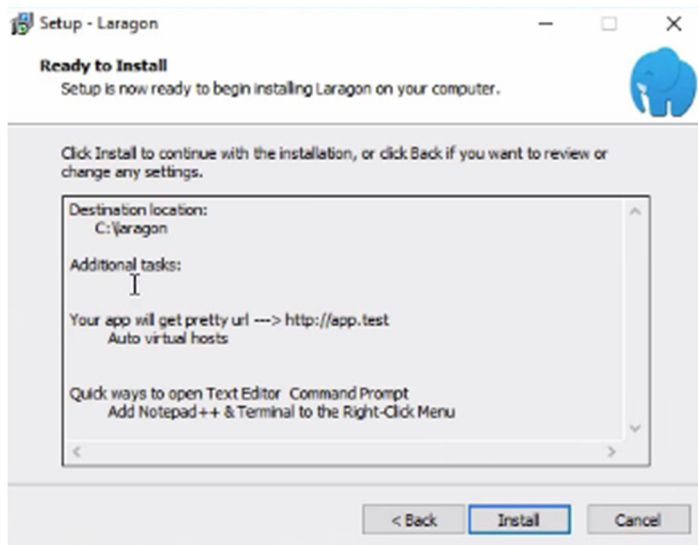 Setup - Laragon
Ready to Install
Setup is now ready to begin installing Laragon on your computer.
Click Install to continue with the installation, or click Back if you want to review or
change any settings.
Destination location:
C:\laragon
Additional tasks:
Your app will get pretty url ---> http://app.test
Auto virtual hosts
Quick ways to open Text Editor  Command Prompt
Add Notepad++ & Terminal to the Right-Click Menu
< Back
Install
Cancel